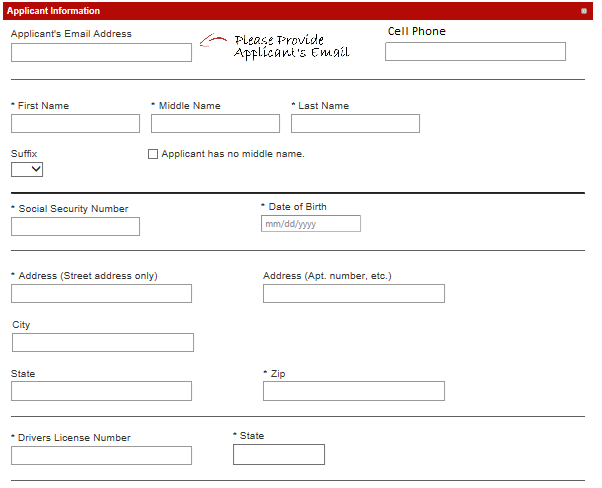 Applicant Information
Applicant's Email Address
Please Provide
Applicant's Email
Cell Phone
* First Name * Middle Name * Last Name
Suffix
Applicant has no middle name.
* Social Security Number * Date of Birth
mm/dd/yyyy
* Address (Street address only) Address (Apt. number, etc.)
City
State * Zip
* Drivers License Number * State